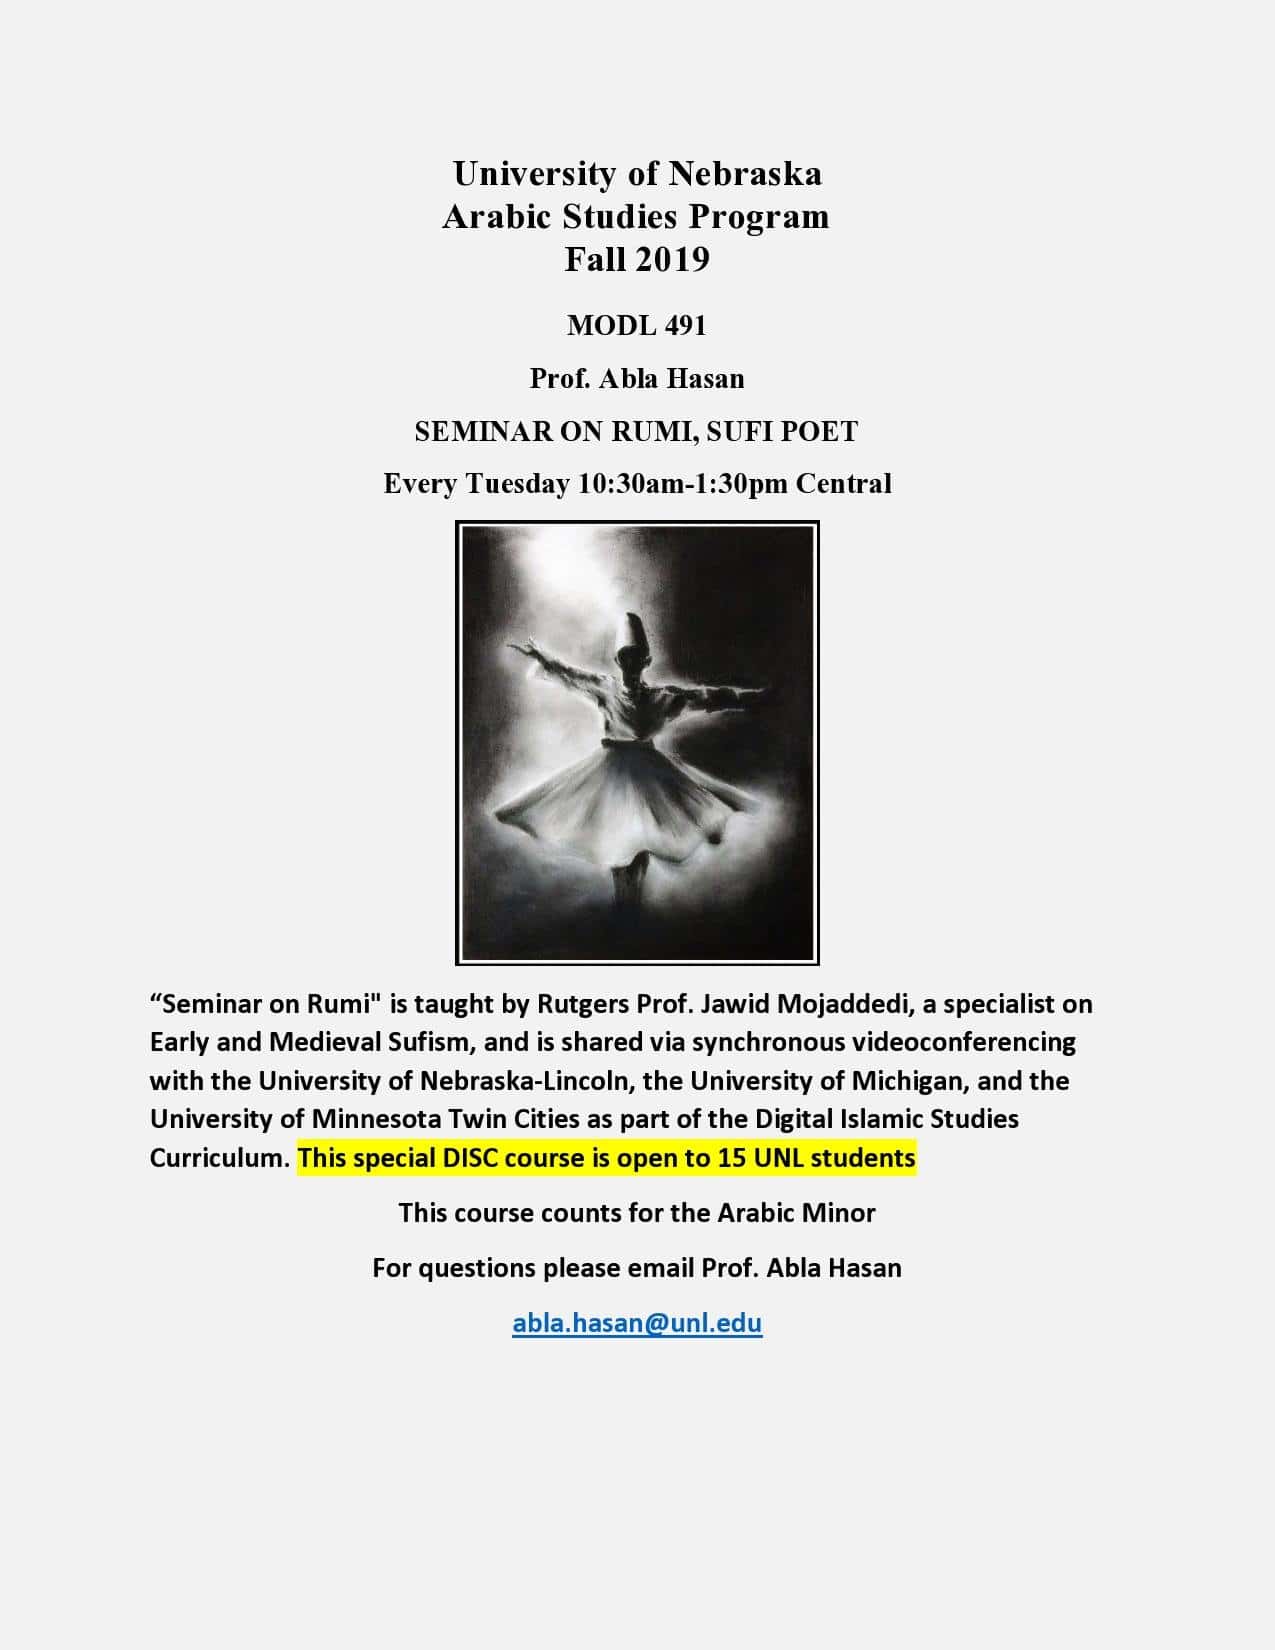 University of Nebraska
Arabic Studies Program
Fall 2019
MODL 491
Prof. Abla Hasan
SEMINAR ON RUMI, SUFI POET
Every Tuesday 10:30am-1:30pm Central
“Seminar on Rumi" is taught by Rutgers Prof. Jawid Mojaddedi, a specialist on
Early and Medieval Sufism, and is shared via synchronous videoconferencing
with the University of Nebraska-Lincoln, the University of Michigan, and the
University of Minnesota Twin Cities as part of the Digital Islamic Studies
Curriculum. This special DISC course is open to 15 UNL students
This course counts for the Arabic Minor
For questions please email Prof. Abla Hasan
abla.hasan@unl.edu